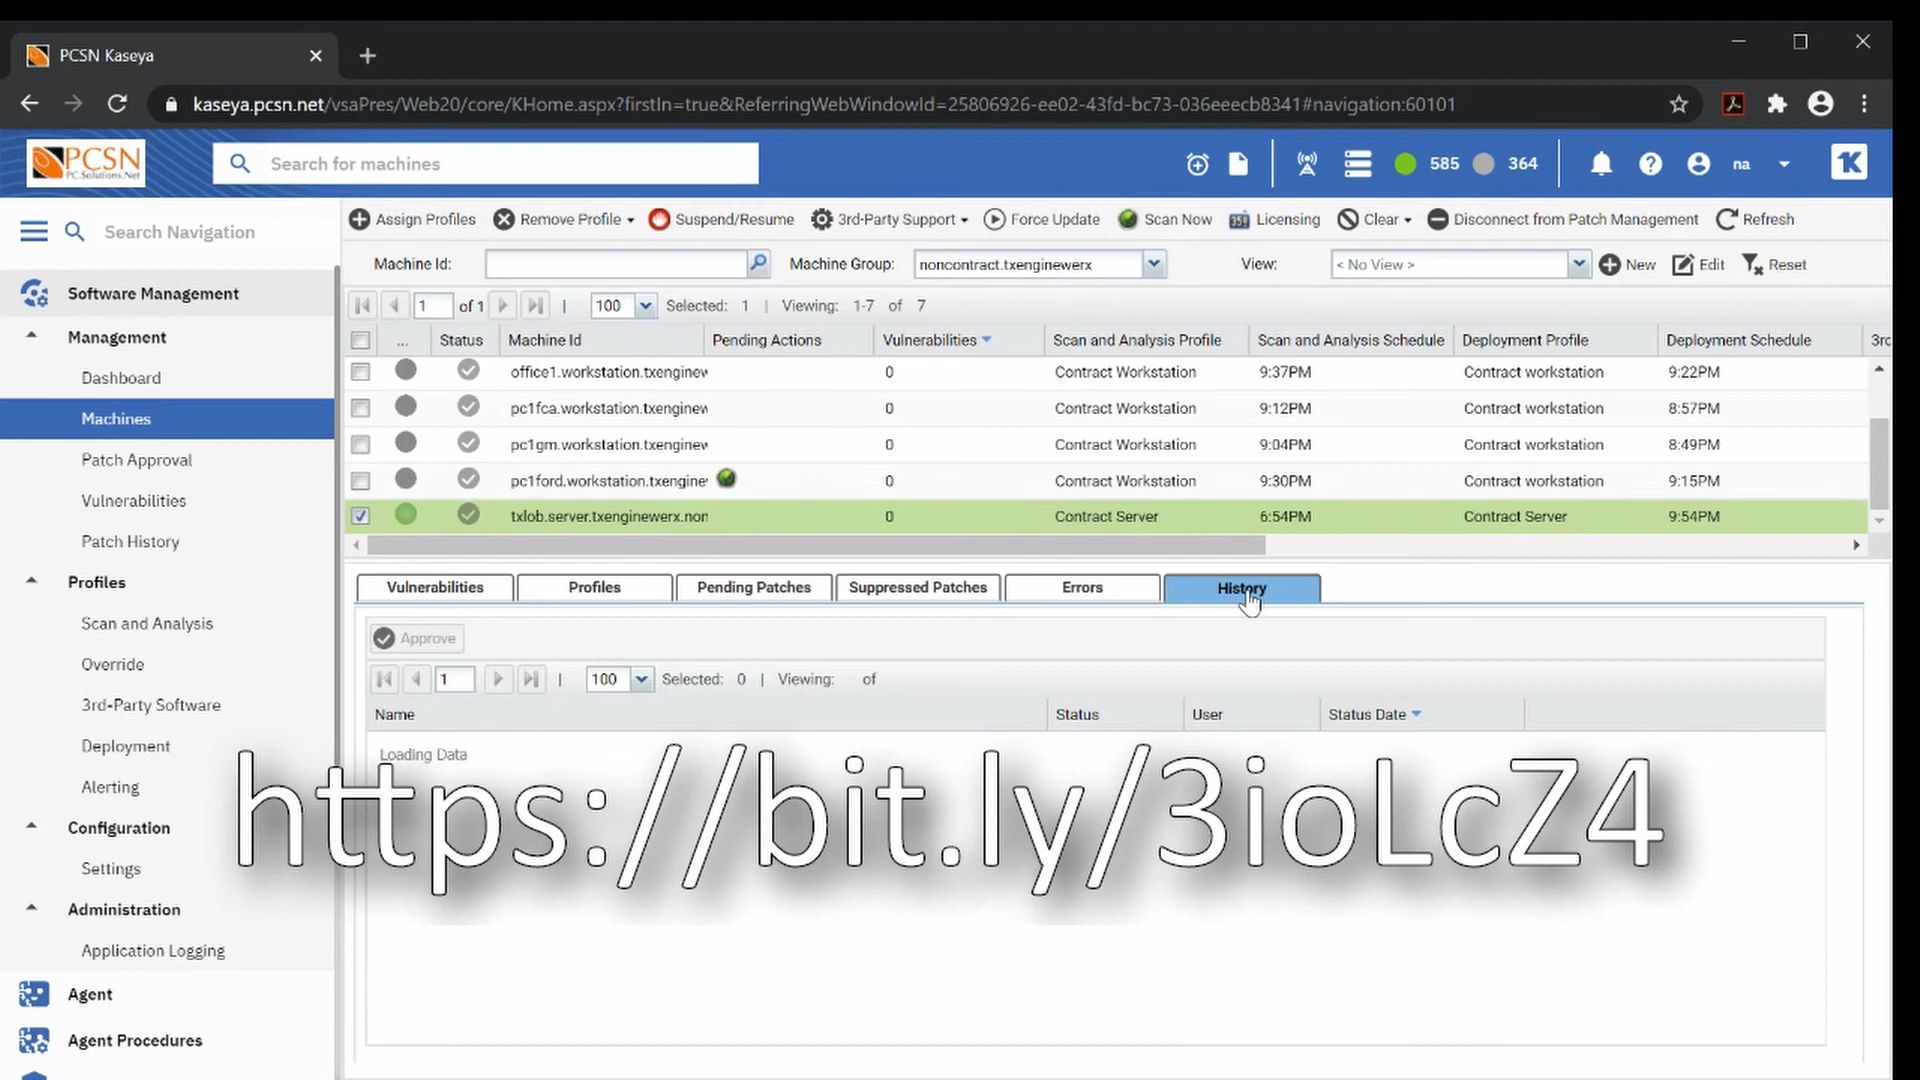 PCSN Kaseya
kaseya.pcsn.net/vsaPres/Web20/core/KHome.aspx?firstIn=true&ReferringWebWindowId=25806926-ee02-43fd-bc73-036eeecb8341#navigation:60101
PCSN
PC.Solutions.Net
Search for machines
585
364
na
K
Search Navigation
Assign Profiles
Remove Profile
Suspend/Resume
3rd-Party Support
Force Update
Scan Now
Licensing
Clear
Disconnect from Patch Management
Refresh
Machine Id:
Machine Group:
noncontract.txenginewerx
View:
< No View >
New
Edit
Reset
1 of 1 | 100 Selected: 1 | Viewing: 1-7 of 7
... Status Machine Id Pending Actions Vulnerabilities Scan and Analysis Profile Scan and Analysis Schedule Deployment Profile Deployment Schedule 3rc
office1.workstation.txenginew 0 Contract Workstation 9:37PM Contract workstation 9:22PM
pc1fca.workstation.txenginew 0 Contract Workstation 9:12PM Contract workstation 8:57PM
pc1gm.workstation.txenginew 0 Contract Workstation 9:04PM Contract workstation 8:49PM
pc1ford.workstation.txengine 0 Contract Workstation 9:30PM Contract workstation 9:15PM
txlob.server.txenginewerx.non 0 Contract Server 6:54PM Contract Server 9:54PM
Software Management
Management
Dashboard
Machines
Patch Approval
Vulnerabilities
Patch History
Profiles
Scan and Analysis
Override
3rd-Party Software
Deployment
Alerting
Configuration
Settings
Administration
Application Logging
Agent
Agent Procedures
Vulnerabilities
Profiles
Pending Patches
Suppressed Patches
Errors
History
Approve
1 | 100 Selected: 0 | Viewing: of
Name Status User Status Date
Loading Data
https://bit.ly/3ioLcZ4